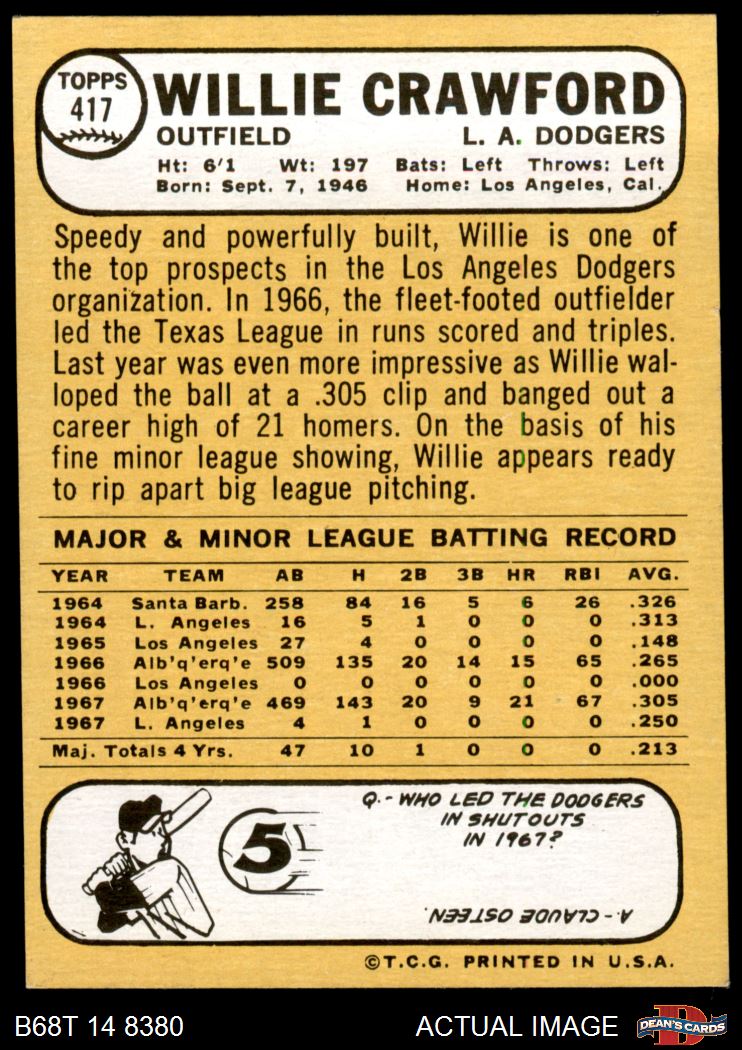 TOPPS
417
WILLIE CRAWFORD
OUTFIELD L. A. DODGERS
Ht: 6'1 Wt: 197 Bats: Left Throws: Left
Born: Sept. 7, 1946 Home: Los Angeles, Cal.
Speedy and powerfully built, Willie is one of
the top prospects in the Los Angeles Dodgers
organization. In 1966, the fleet-footed outfielder
led the Texas League in runs scored and triples.
Last year was even more impressive as Willie wal-
loped the ball at a .305 clip and banged out a
career high of 21 homers. On the basis of his
fine minor league showing, Willie appears ready
to rip apart big league pitching.
MAJOR & MINOR LEAGUE BATTING RECORD
YEAR TEAM AB H 2B 3B HR RBI AVG.
1964 Santa Barb. 258 84 16 5 6 26 .326
1964 L. Angeles 16 5 1 0 0 0 .313
1965 Los Angeles 27 4 0 0 0 0 .148
1966 Alb'q'erq'e 509 135 20 14 15 65 .265
1966 Los Angeles 0 0 0 0 0 0 .000
1967 Alb'q'erq'e 469 143 20 9 21 67 .305
1967 L. Angeles 4 1 0 0 0 0 .250
Maj. Totals 4 Yrs. 47 10 1 0 0 0 .213
5
Q.- WHO LED THE DODGERS
IN SHUTOUTS
IN 1967?
A.- CLAUDE OSTEEN.
©T.C.G. PRINTED IN U.S.A.
B68T 14 8380 ACTUAL IMAGE
D
DEAN'S CARDS